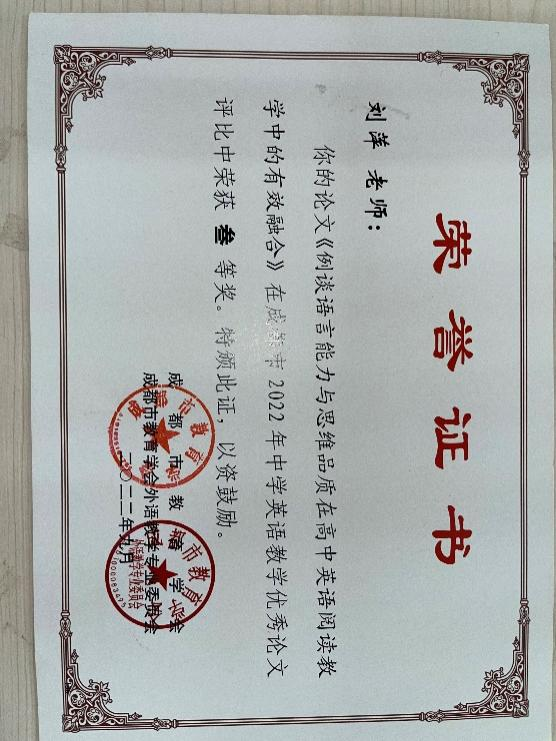 荣誉证书
刘萍 老师：
你的论文《例谈语言能力与思维品质在高中英语阅读教
学中的有效融合》在成都市2022年中学英语教学优秀论文
评比中荣获 叁 等奖。特颁此证，以资鼓励。
成都市教育学会
成都市教育学会外语教学专业委员会
二〇二二年九月